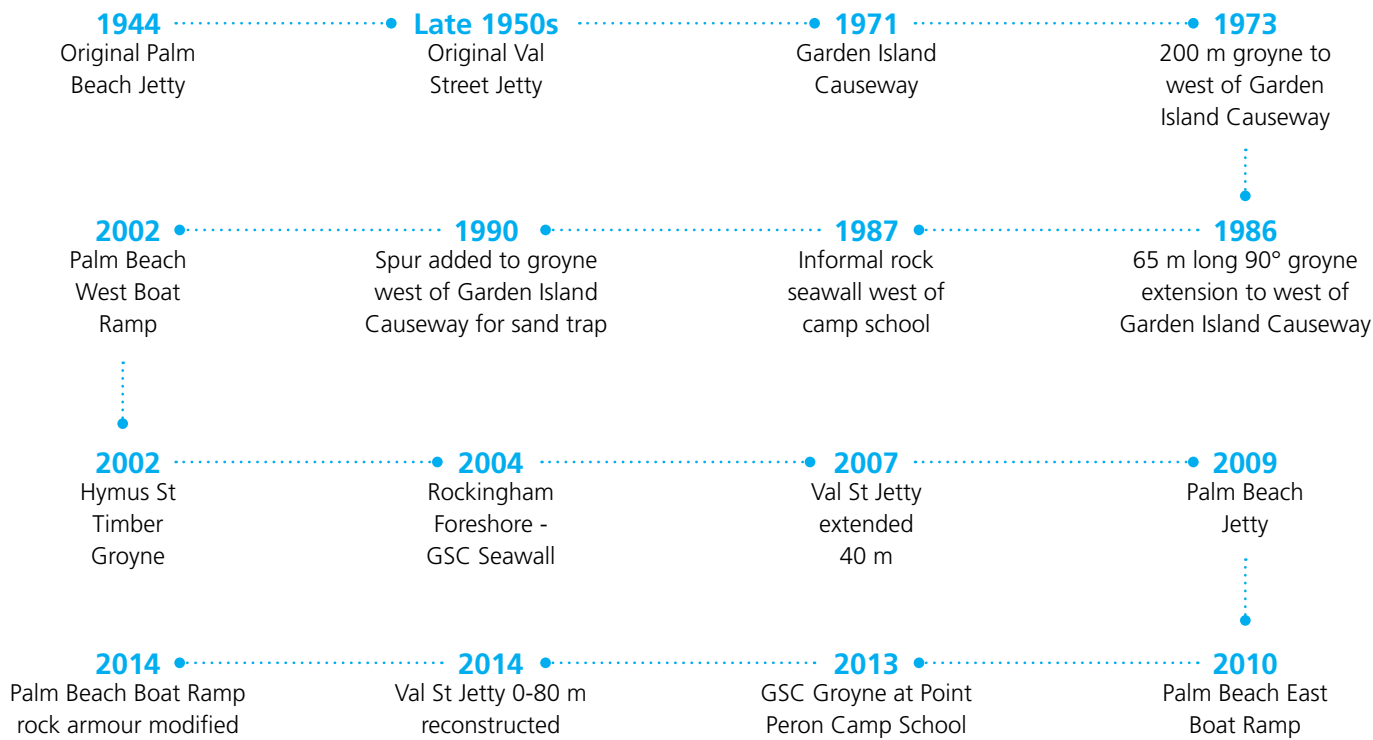 1944
Original Palm
Beach Jetty
Late 1950s
Original Val
Street Jetty
1971
Garden Island
Causeway
1973
200 m groyne to
west of Garden
Island Causeway
1986
65 m long 90° groyne
extension to west of
Garden Island Causeway
1987
Informal rock
seawall west of
camp school
1990
Spur added to groyne
west of Garden Island
Causeway for sand trap
2002
Palm Beach
West Boat
Ramp
2002
Hymus St
Timber
Groyne
2004
Rockingham
Foreshore -
GSC Seawall
2007
Val St Jetty
extended
40 m
2009
Palm Beach
Jetty
2010
Palm Beach East
Boat Ramp
2013
GSC Groyne at Point
Peron Camp School
2014
Val St Jetty 0-80 m
reconstructed
2014
Palm Beach Boat Ramp
rock armour modified